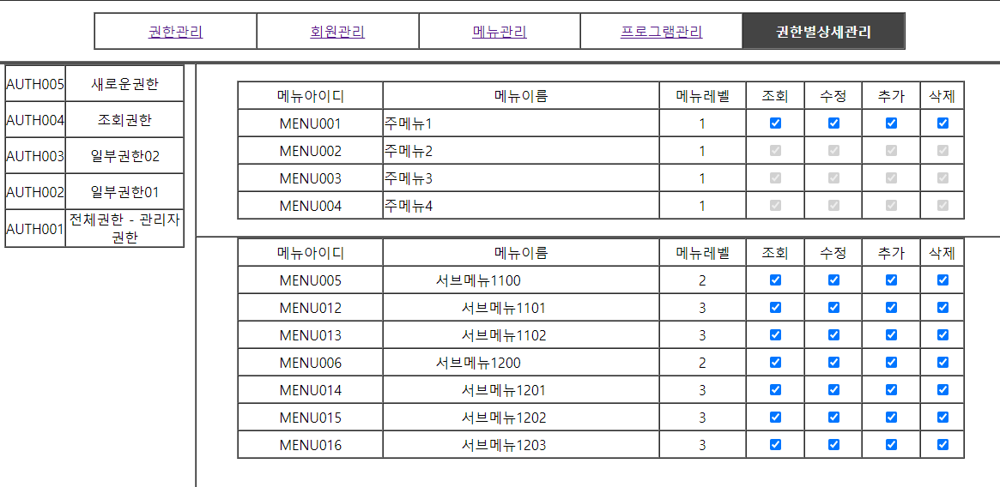 권한관리 회원관리 메뉴관리 프로그램관리 권한별상세관리
AUTH005 새로운권한
AUTH004 조회권한
AUTH003 일부권한02
AUTH002 일부권한01
AUTH001 전체권한 - 관리자
권한
메뉴아이디 메뉴이름 메뉴레벨 조회 수정 추가 삭제
MENU001 주메뉴1 1
MENU002 주메뉴2 1
MENU003 주메뉴3 1
MENU004 주메뉴4 1
메뉴아이디 메뉴이름 메뉴레벨 조회 수정 추가 삭제
MENU005 서브메뉴1100 2
MENU012 서브메뉴1101 3
MENU013 서브메뉴1102 3
MENU006 서브메뉴1200 2
MENU014 서브메뉴1201 3
MENU015 서브메뉴1202 3
MENU016 서브메뉴1203 3